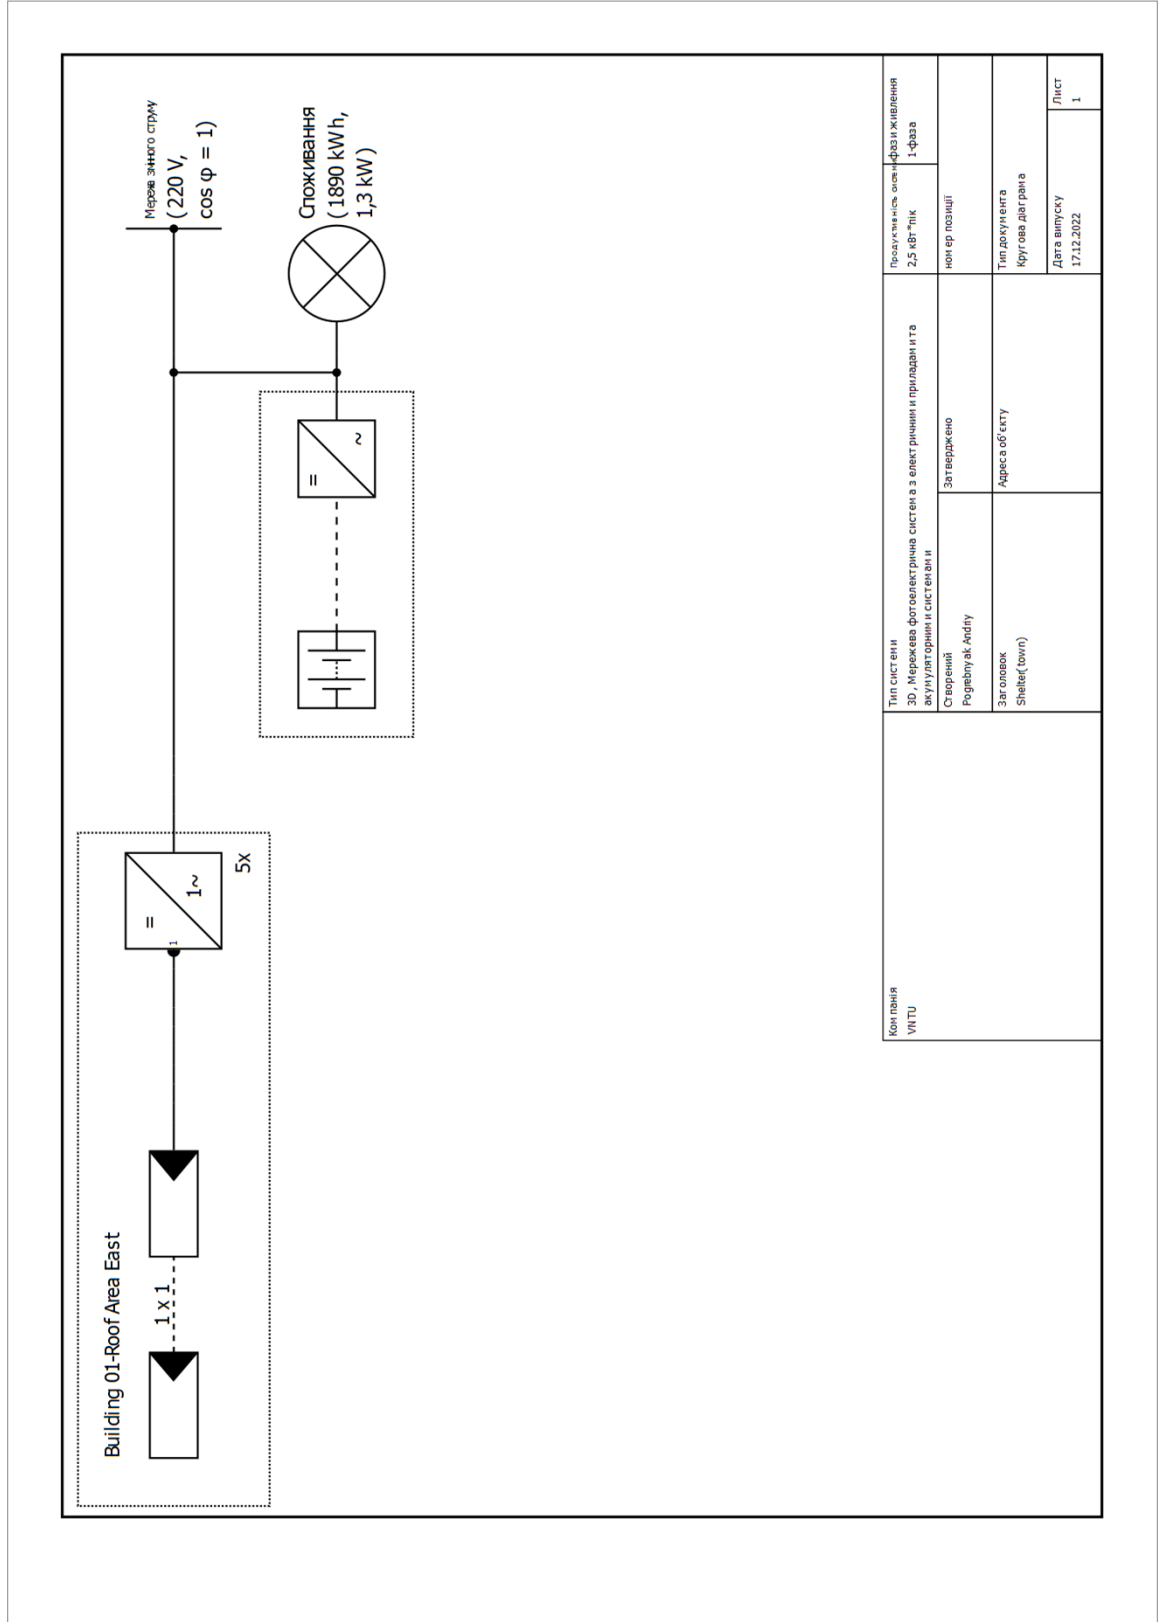 Building 01-Roof Area East
1 x 1
=
1
1~
5x
Мережа змінного струму
(220 V,
cos φ = 1)
=
~
Споживання
(1890 kWh,
1,3 kW)
Компанія
VNTU
Тип системи
3D, Мережева фотоелектрична система з електричними приладами та
акумуляторними системами
Продуктивність системи
2,5 кВт*пік
фази живлення
1-фаза
Створений
Pogrebnyak Andriy
Затверджено
номер позиції
Заголовок
Shelter(town)
Адреса об'єкту
Тип документа
Кругова діаграма
Дата випуску
17.12.2022
Лист
1